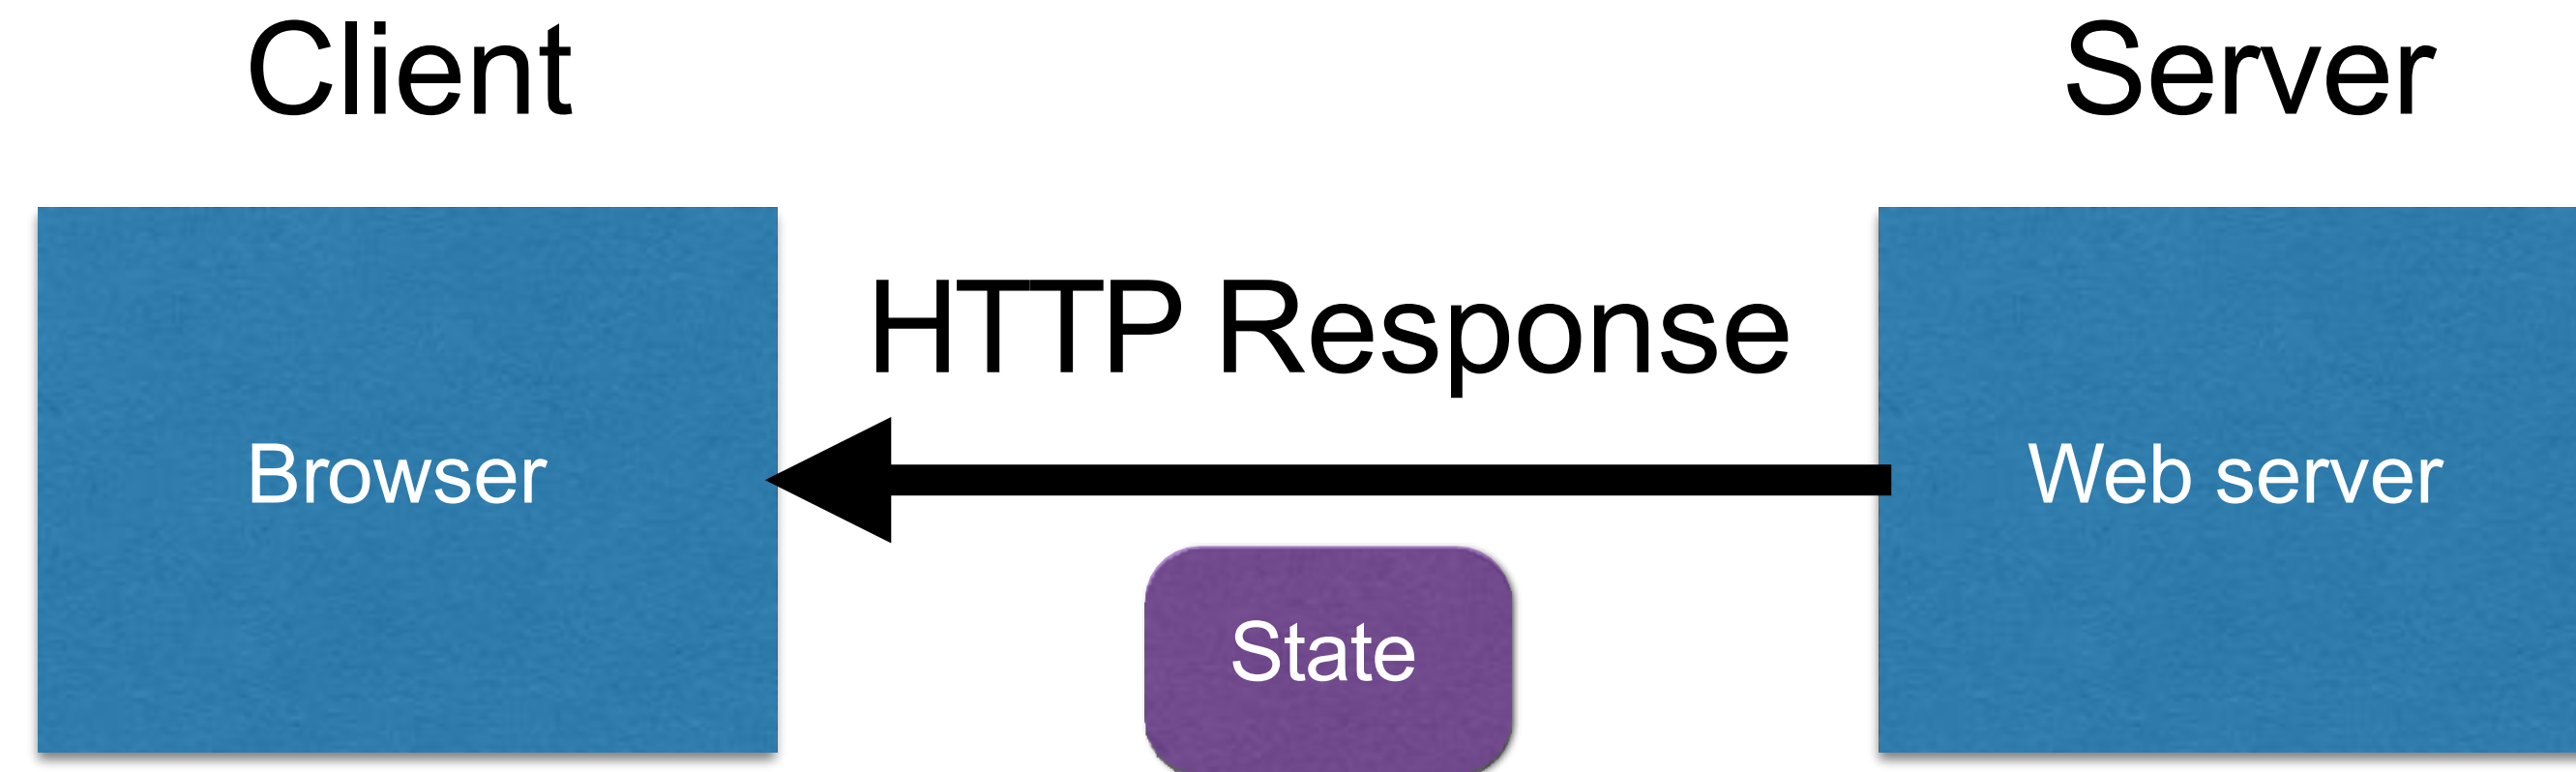 Client
Server
HTTP Response
Browser
Web server
State